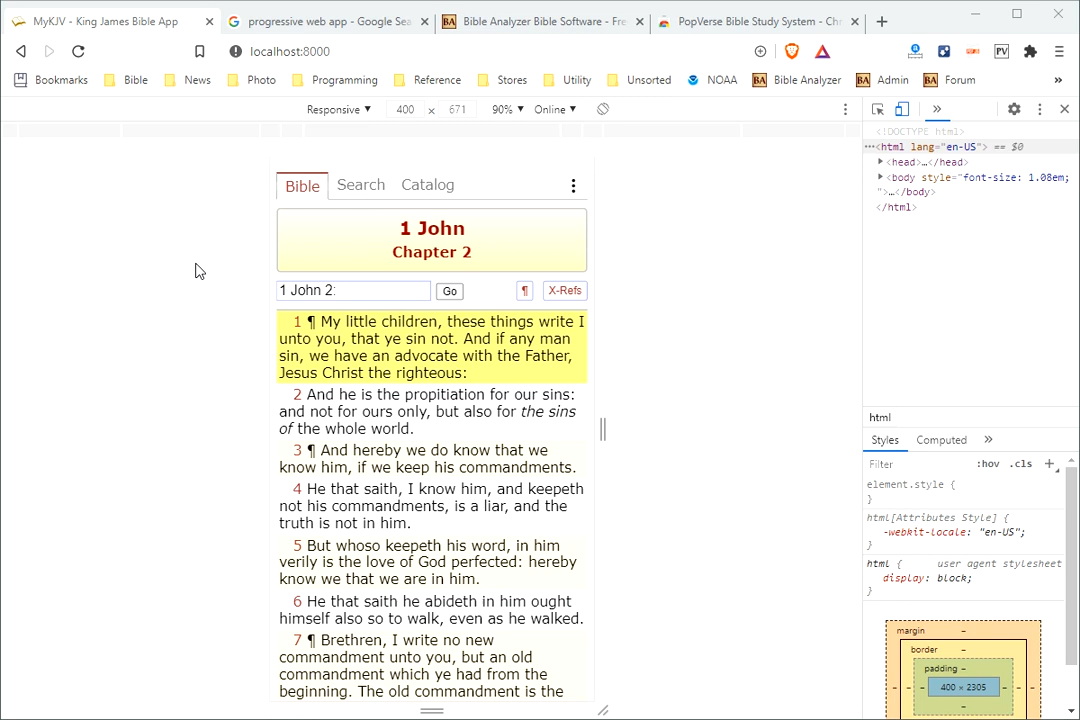 MyKJV - King James Bible App
progressive web app - Google Sea
Bible Analyzer Bible Software - Fre
PopVerse Bible Study System - Chr
localhost:8000
PV
Bookmarks Bible News Photo Programming Reference Stores Utility Unsorted NOAA BA Bible Analyzer BA Admin BA Forum »
Responsive ▼ 400 × 671 90% ▼ Online ▼
»
<!DOCTYPE html>
···<html lang="en-US"> == $0
<head>…</head>
<body style="font-size: 1.08em;
">…</body>
</html>
Bible Search Catalog
1 John
Chapter 2
1 John 2:
Go
¶
X-Refs
1 ¶ My little children, these things write I
unto you, that ye sin not. And if any man
sin, we have an advocate with the Father,
Jesus Christ the righteous:
2 And he is the propitiation for our sins:
and not for ours only, but also for the sins
of the whole world.
3 ¶ And hereby we do know that we
know him, if we keep his commandments.
4 He that saith, I know him, and keepeth
not his commandments, is a liar, and the
truth is not in him.
5 But whoso keepeth his word, in him
verily is the love of God perfected: hereby
know we that we are in him.
6 He that saith he abideth in him ought
himself also so to walk, even as he walked.
7 ¶ Brethren, I write no new
commandment unto you, but an old
commandment which ye had from the
beginning. The old commandment is the
html
Styles Computed »
Filter :hov .cls +
element.style {
}
html[Attributes Style] {
-webkit-locale: "en-US";
}
html { user agent stylesheet
display: block;
}
margin –
border –
padding –
– – – 400 × 2305 – – –
–